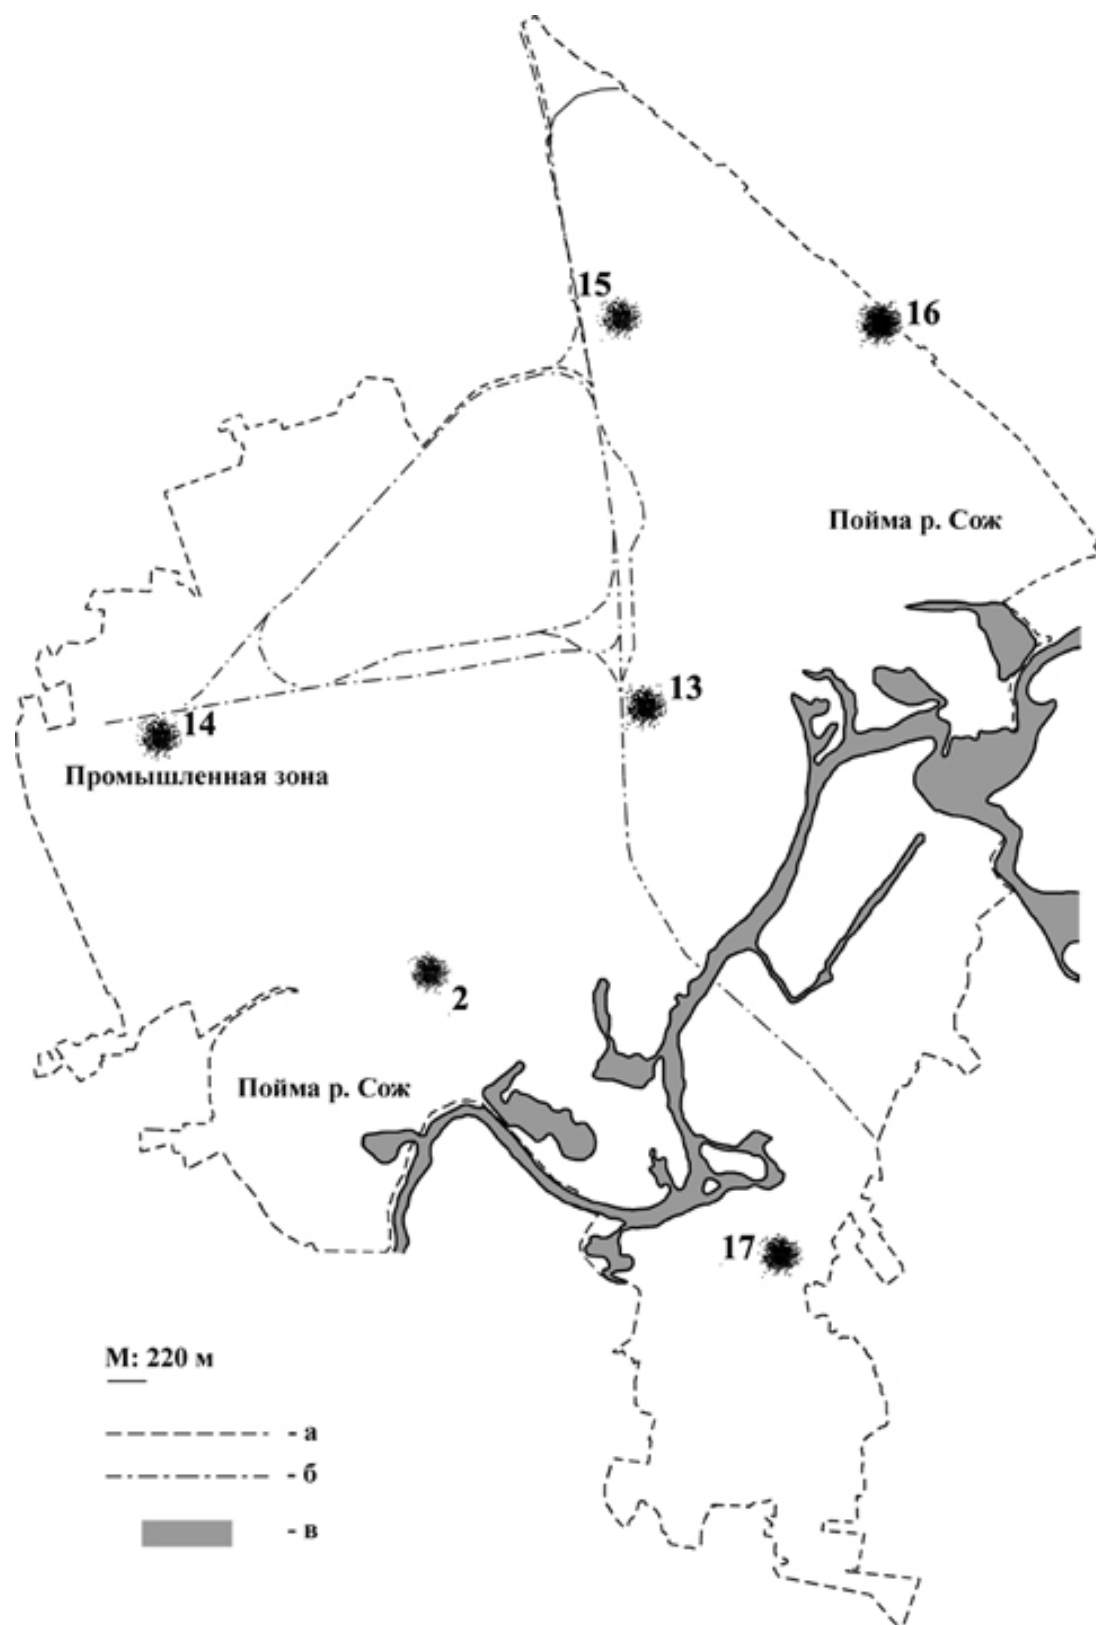 15
16
Пойма р. Сож
13
14
Промышленная зона
2
Пойма р. Сож
17
М: 220 м
- а
- б
- в